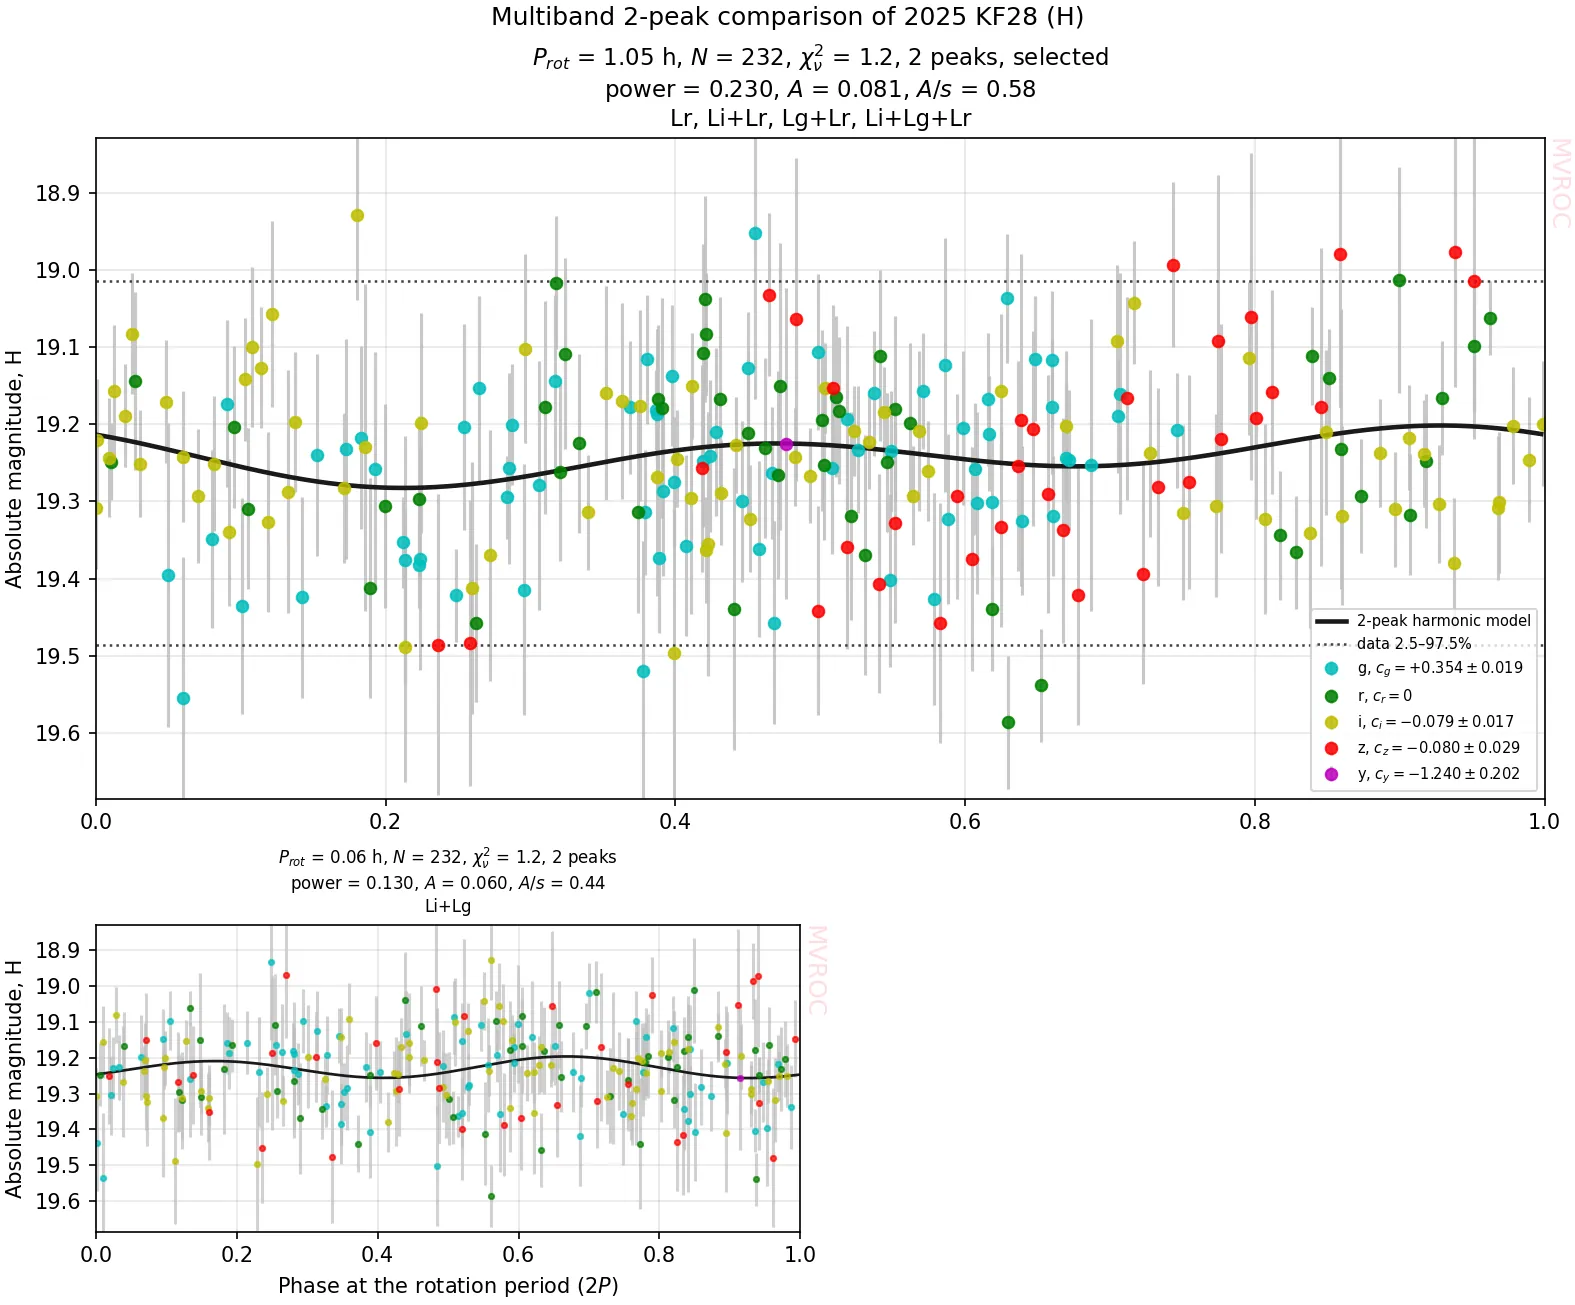 Multiband 2-peak comparison of 2025 KF28 (H)
P_rot = 1.05 h, N = 232, χ²_ν = 1.2, 2 peaks, selected
power = 0.230, A = 0.081, A/s = 0.58
Lr, Li+Lr, Lg+Lr, Li+Lg+Lr
MVROC
Absolute magnitude, H
18.9
19.0
19.1
19.2
19.3
19.4
19.5
19.6
2-peak harmonic model
data 2.5–97.5%
g, c_g = +0.354 ± 0.019
r, c_r = 0
i, c_i = −0.079 ± 0.017
z, c_z = −0.080 ± 0.029
y, c_y = −1.240 ± 0.202
0.0 0.2 0.4 0.6 0.8 1.0
P_rot = 0.06 h, N = 232, χ²_ν = 1.2, 2 peaks
power = 0.130, A = 0.060, A/s = 0.44
Li+Lg
MVROC
Absolute magnitude, H
18.9
19.0
19.1
19.2
19.3
19.4
19.5
19.6
0.0 0.2 0.4 0.6 0.8 1.0
Phase at the rotation period (2P)